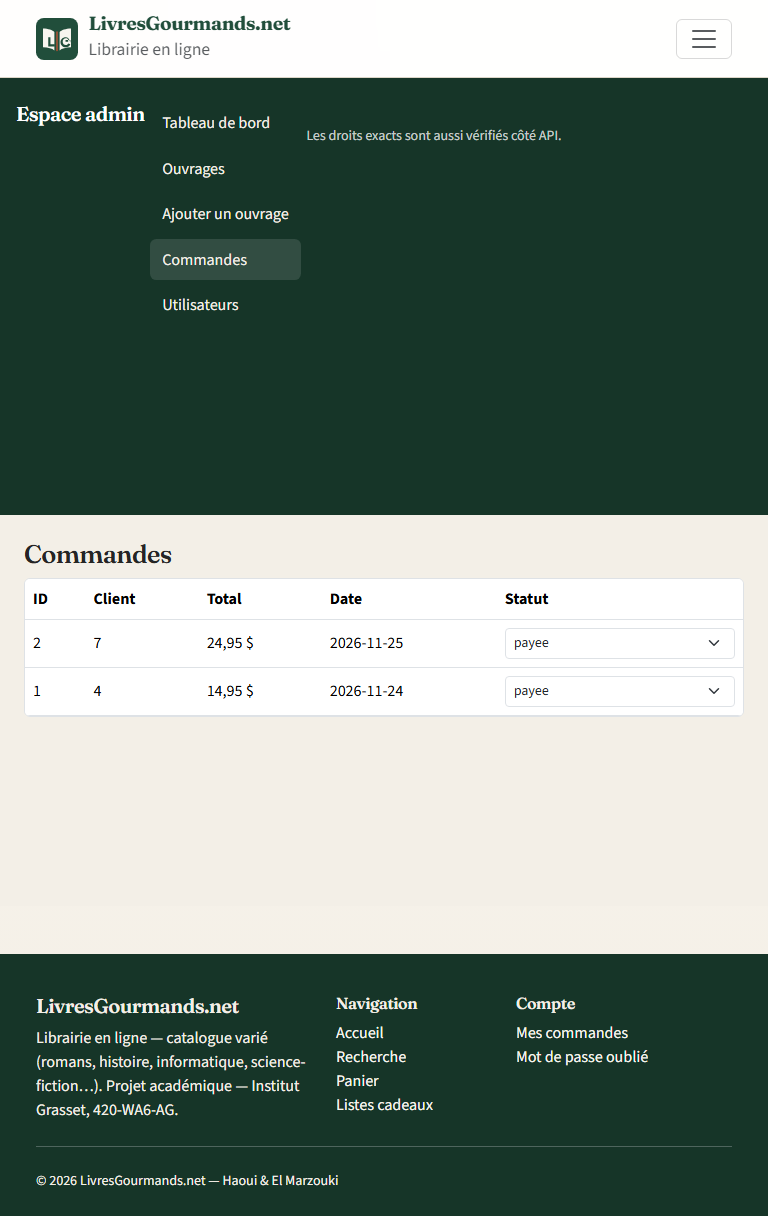 LivresGourmands.net
Librairie en ligne
Espace admin
Tableau de bord
Ouvrages
Ajouter un ouvrage
Commandes
Utilisateurs
Les droits exacts sont aussi vérifiés côté API.
Commandes
ID Client Total Date Statut
2 7 24,95 $ 2026-11-25 payee
1 4 14,95 $ 2026-11-24 payee
LivresGourmands.net
Librairie en ligne — catalogue varié
(romans, histoire, informatique, science-
fiction…). Projet académique — Institut
Grasset, 420-WA6-AG.
Navigation
Accueil
Recherche
Panier
Listes cadeaux
Compte
Mes commandes
Mot de passe oublié
© 2026 LivresGourmands.net — Haoui & El Marzouki